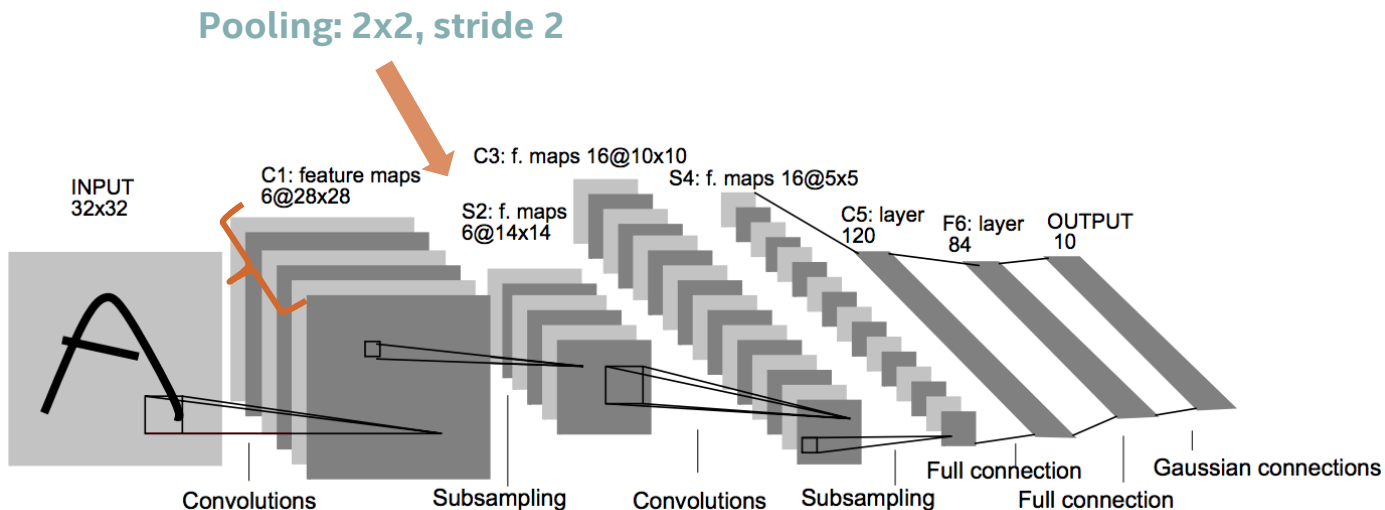 Pooling: 2x2, stride 2
INPUT
32x32
C1: feature maps
6@28x28
S2: f. maps
6@14x14
C3: f. maps 16@10x10
S4: f. maps 16@5x5
C5: layer
120
F6: layer
84
OUTPUT
10
Convolutions
Subsampling
Convolutions
Subsampling
Full connection
Full connection
Gaussian connections